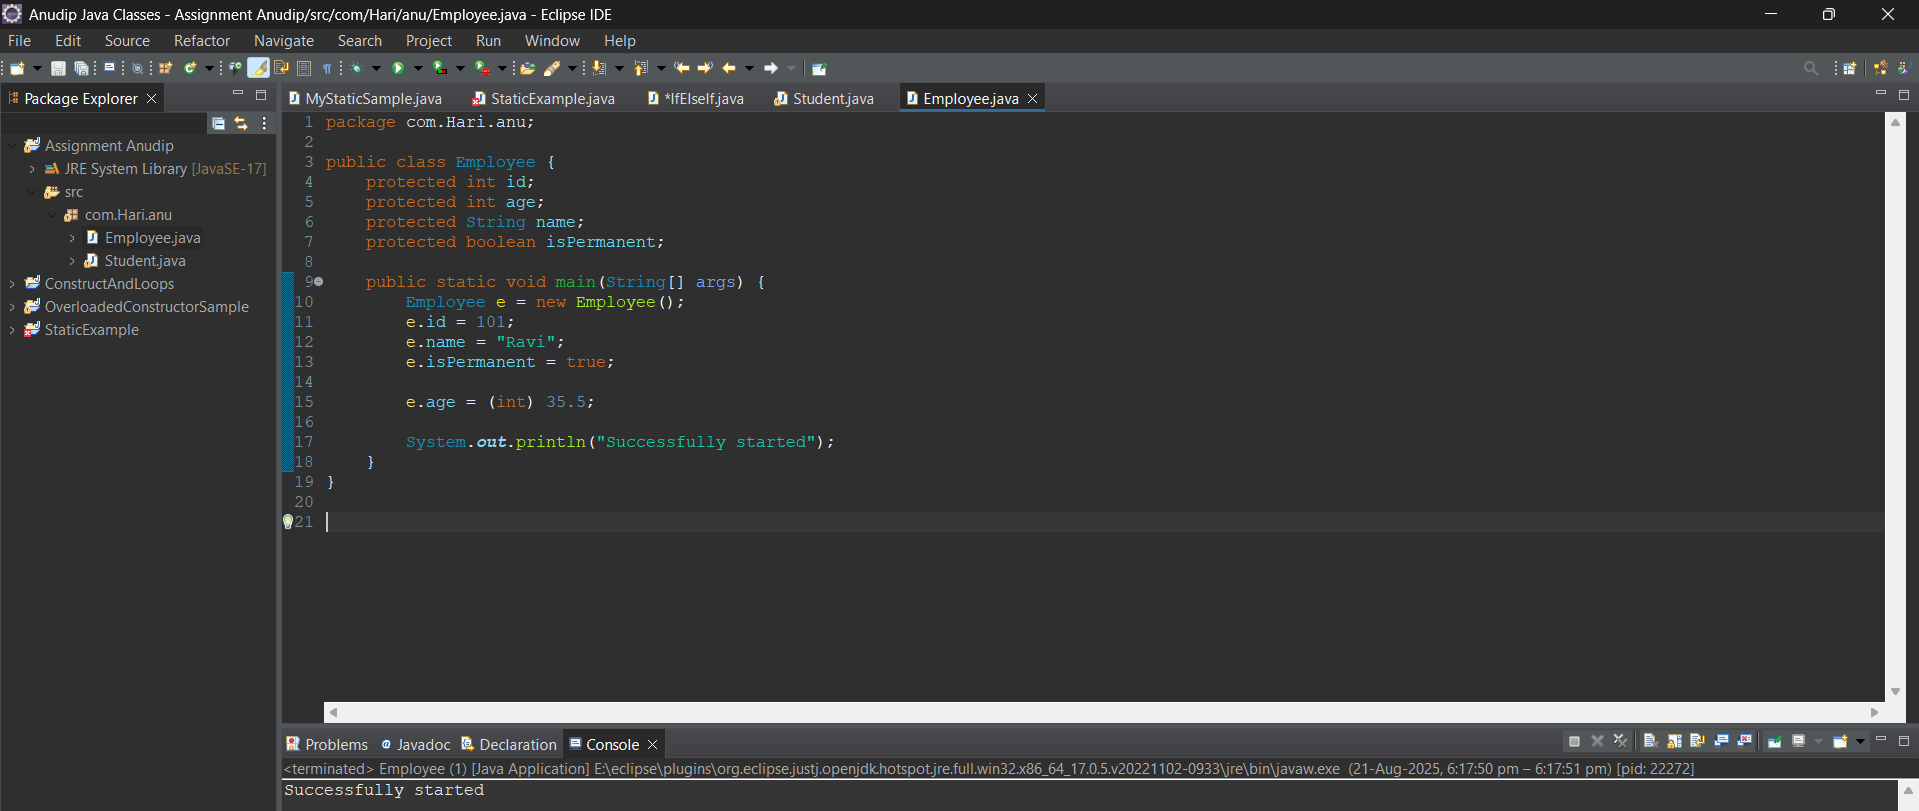 Anudip Java Classes - Assignment Anudip/src/com/Hari/anu/Employee.java - Eclipse IDE
File Edit Source Refactor Navigate Search Project Run Window Help
Package Explorer
MyStaticSample.java StaticExample.java *IfElself.java Student.java Employee.java
Assignment Anudip
JRE System Library [JavaSE-17]
src
com.Hari.anu
Employee.java
Student.java
ConstructAndLoops
OverloadedConstructorSample
StaticExample
1 package com.Hari.anu;
2
3 public class Employee {
4 protected int id;
5 protected int age;
6 protected String name;
7 protected boolean isPermanent;
8
9 public static void main(String[] args) {
10 Employee e = new Employee();
11 e.id = 101;
12 e.name = "Ravi";
13 e.isPermanent = true;
14
15 e.age = (int) 35.5;
16
17 System.out.println("Successfully started");
18 }
19 }
20
21
Problems Javadoc Declaration Console
<terminated> Employee (1) [Java Application] E:\eclipse\plugins\org.eclipse.justj.openjdk.hotspot.jre.full.win32.x86_64_17.0.5.v20221102-0933\jre\bin\javaw.exe (21-Aug-2025, 6:17:50 pm – 6:17:51 pm) [pid: 22272]
Successfully started